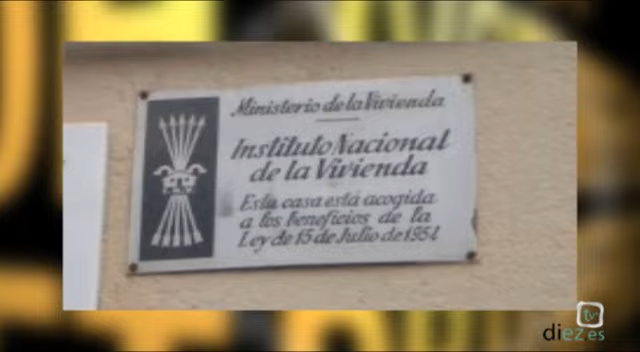 Ministerio de la Vivienda
Instituto Nacional
de la Vivienda
Esta casa está acogida
a los beneficios de la
Ley de 15 de Julio de 1954
diez tv es